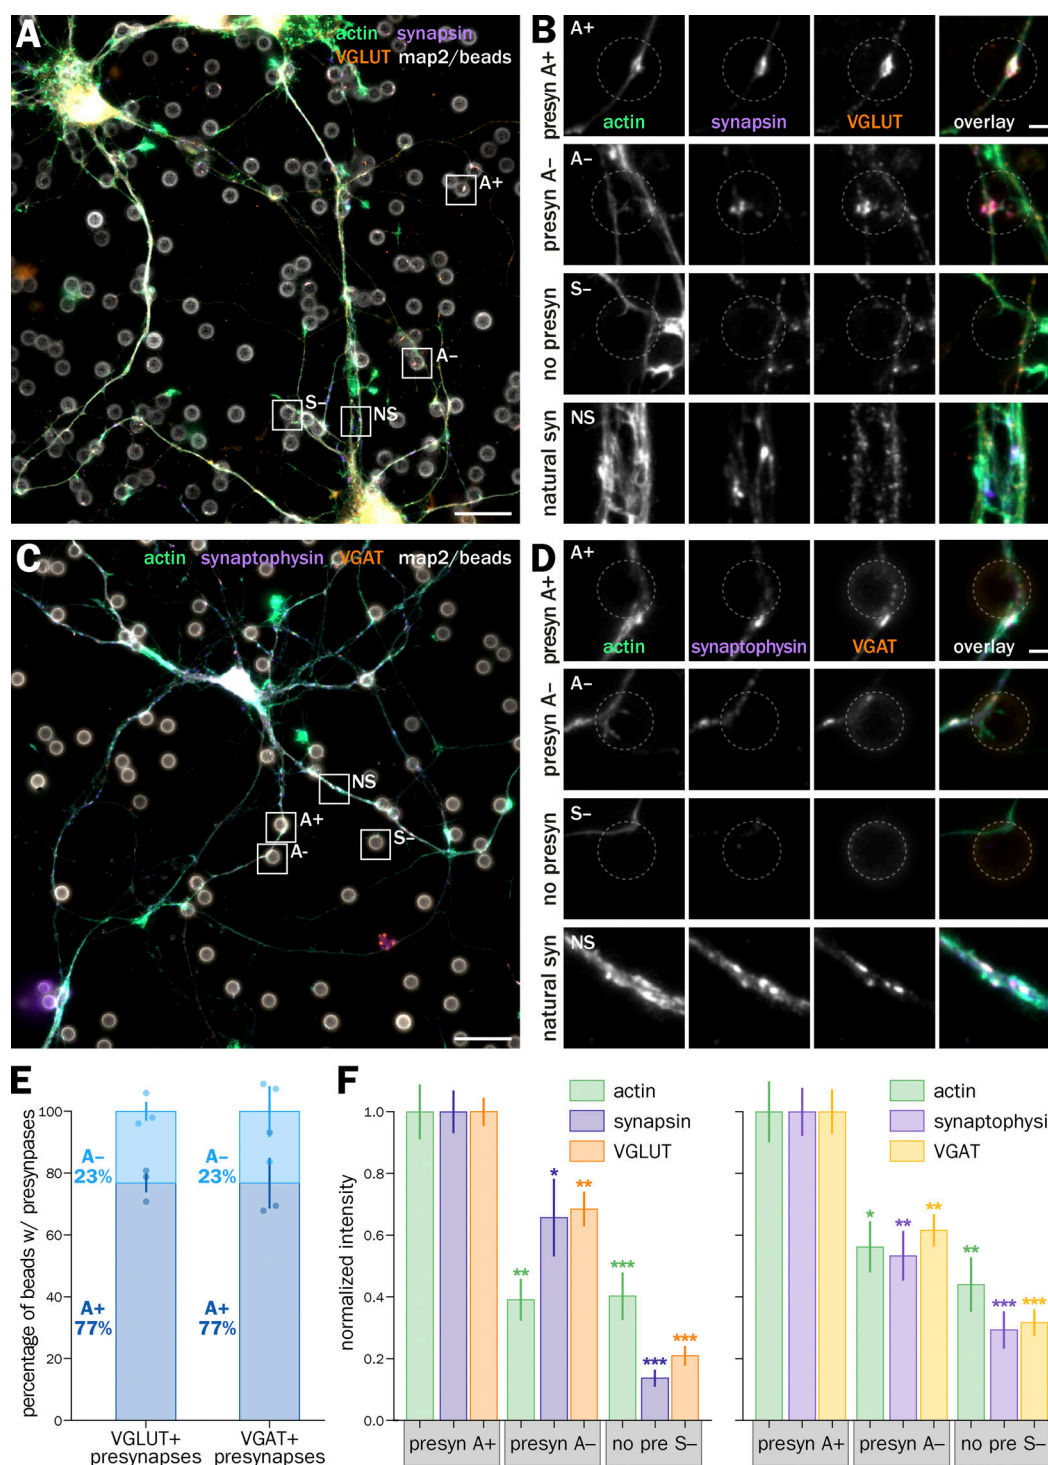 A
actin synapsin
VGLUT map2/beads
A+
A−
S−
NS
B
presyn A+
A+
actin
synapsin
VGLUT
overlay
presyn A−
A−
no presyn
S−
natural syn
NS
C
actin synaptophysin VGAT map2/beads
NS
A+
A-
S−
D
presyn A+
A+
actin
synaptophysin
VGAT
overlay
presyn A−
A−
no presyn
S−
natural syn
NS
E
percentage of beads w/ presynpases
100
80
60
40
20
0
A−
23%
A+
77%
A−
23%
A+
77%
VGLUT+
presynapses
VGAT+
presynapses
F
normalized intensity
1.0
0.8
0.6
0.4
0.2
0.0
actin
synapsin
VGLUT
**
*
**
***
***
***
presyn A+
presyn A−
no pre S−
actin
synaptophysi
VGAT
*
**
**
**
***
***
presyn A+
presyn A−
no pre S−